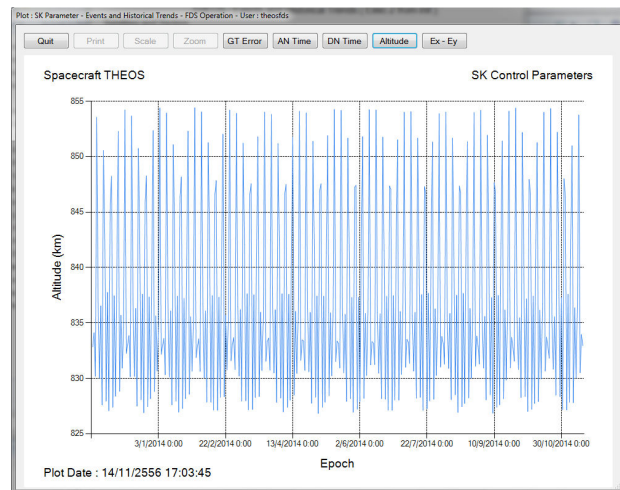 Plot : SK Parameter - Events and Historical Trends - FDS Operation - User : theosfds
Quit Print Scale Zoom GT Error AN Time DN Time Altitude Ex - Ey
Spacecraft THEOS SK Control Parameters
855
850
845
840
835
830
825
Altitude (km)
3/1/2014 0:00 22/2/2014 0:00 13/4/2014 0:00 2/6/2014 0:00 22/7/2014 0:00 10/9/2014 0:00 30/10/2014 0:00
Epoch
Plot Date : 14/11/2556 17:03:45